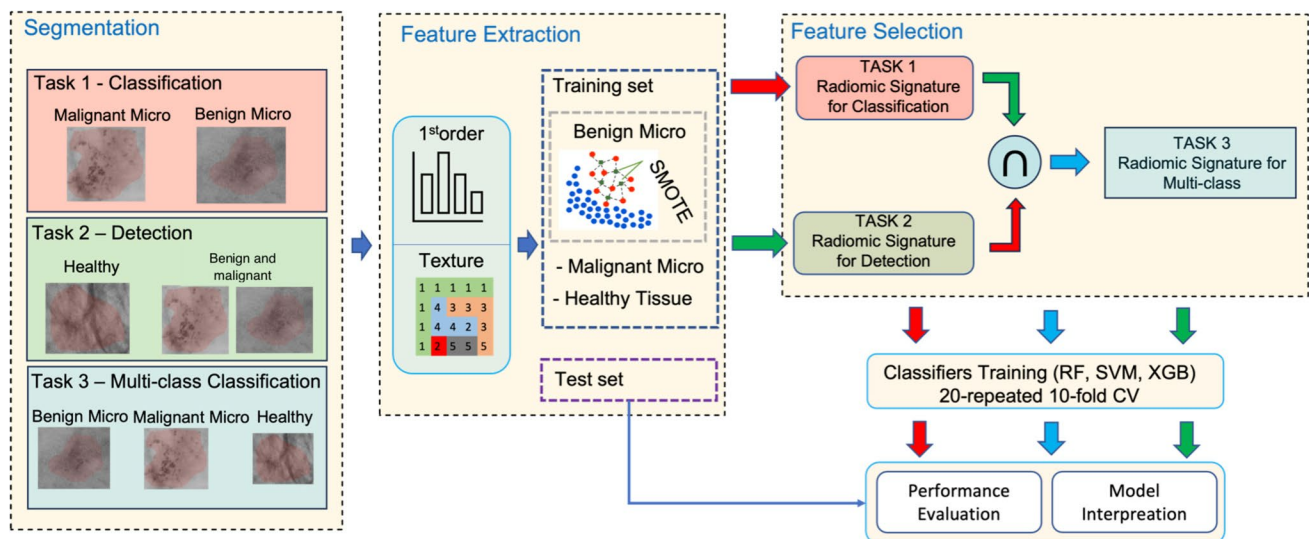 Segmentation
Task 1 - Classification
Malignant Micro
Benign Micro
Task 2 – Detection
Healthy
Benign and
malignant
Task 3 – Multi-class Classification
Benign Micro
Malignant Micro
Healthy
Feature Extraction
1st order
Texture
1 1 1 1 1
1 4 3 3 3
1 4 4 2 3
1 2 5 5 5
Training set
Benign Micro
SMOTE
- Malignant Micro
- Healthy Tissue
Test set
Feature Selection
TASK 1
Radiomic Signature
for Classification
TASK 2
Radiomic Signature
for Detection
∩
TASK 3
Radiomic Signature for
Multi-class
Classifiers Training (RF, SVM, XGB)
20-repeated 10-fold CV
Performance
Evaluation
Model
Interpreation